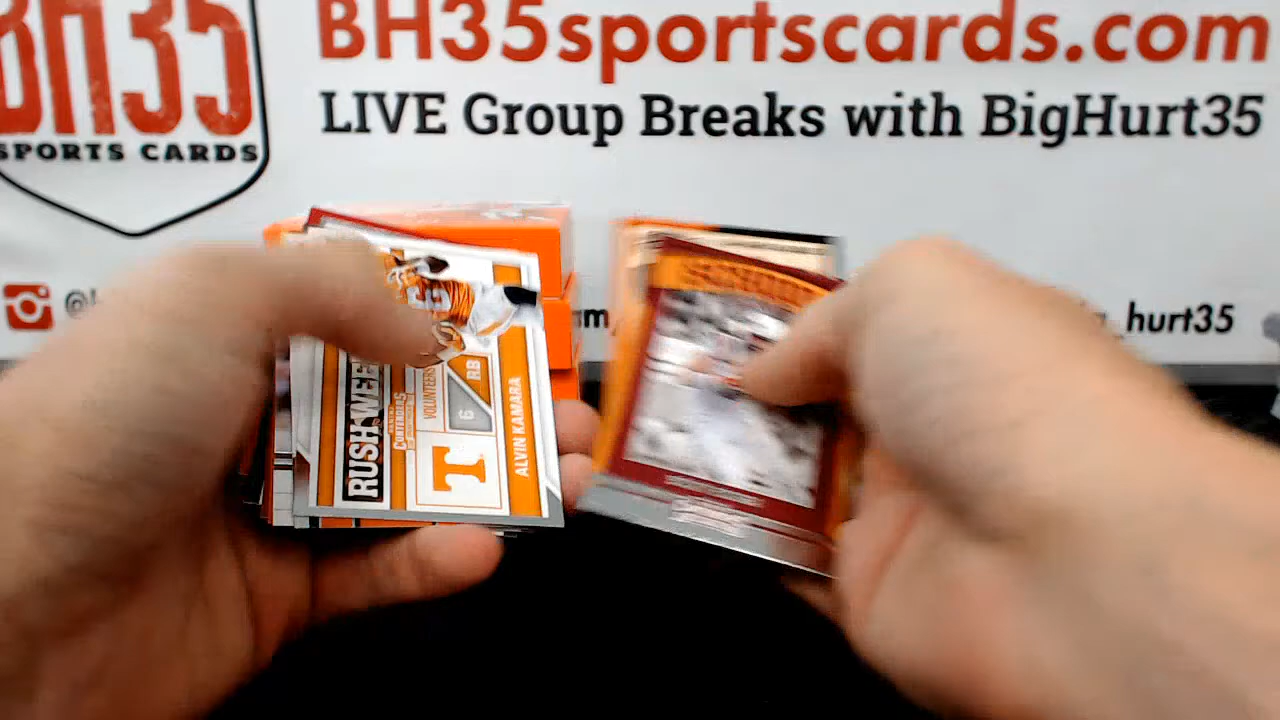 BH35
SPORTS CARDS
BH35sportscards.com
LIVE Group Breaks with BigHurt35
@
hurt35
RUSH WEE
CONTENDERS
VOLUNTEERS
6
RB
T
ALVIN KAMARA